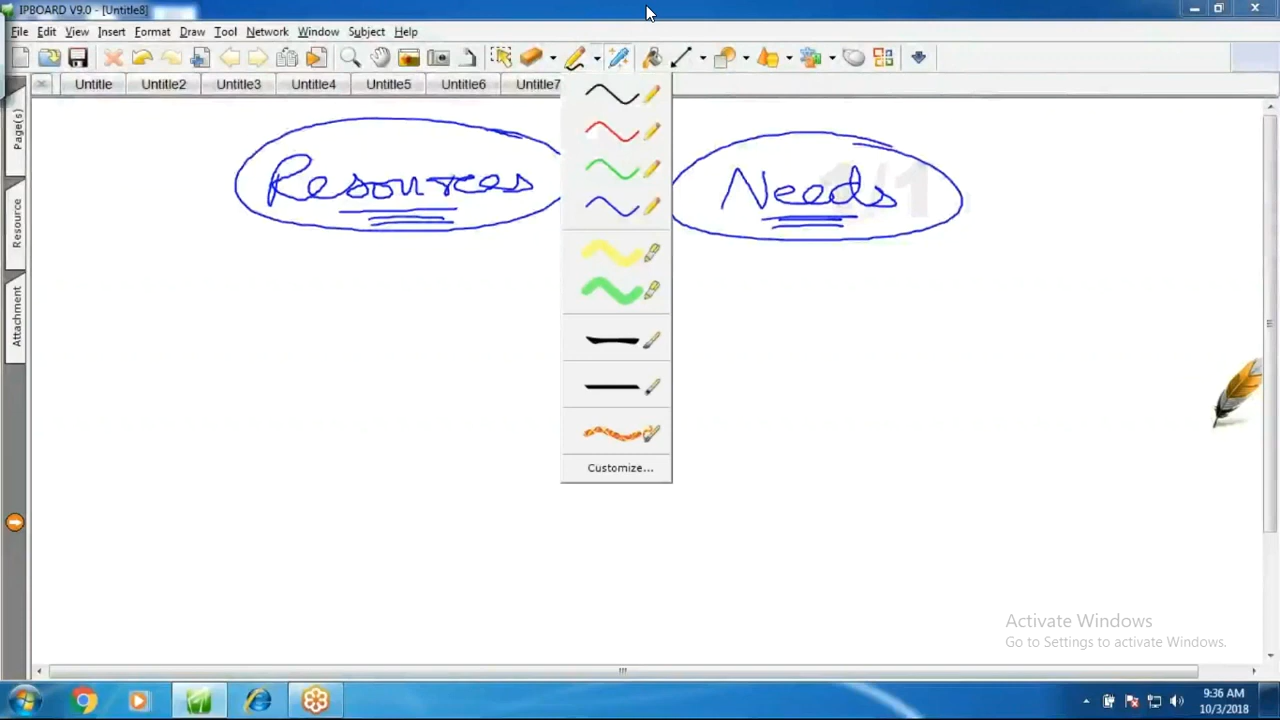 IPBOARD V9.0 - [Untitle8]
File Edit View Insert Format Draw Tool Network Window Subject Help
Untitle Untitle2 Untitle3 Untitle4 Untitle5 Untitle6 Untitle7
Page(s)
Resource
Attachment
Resources Needs
1/1
Customize...
Activate Windows
Go to Settings to activate Windows.
9:36 AM
10/3/2018